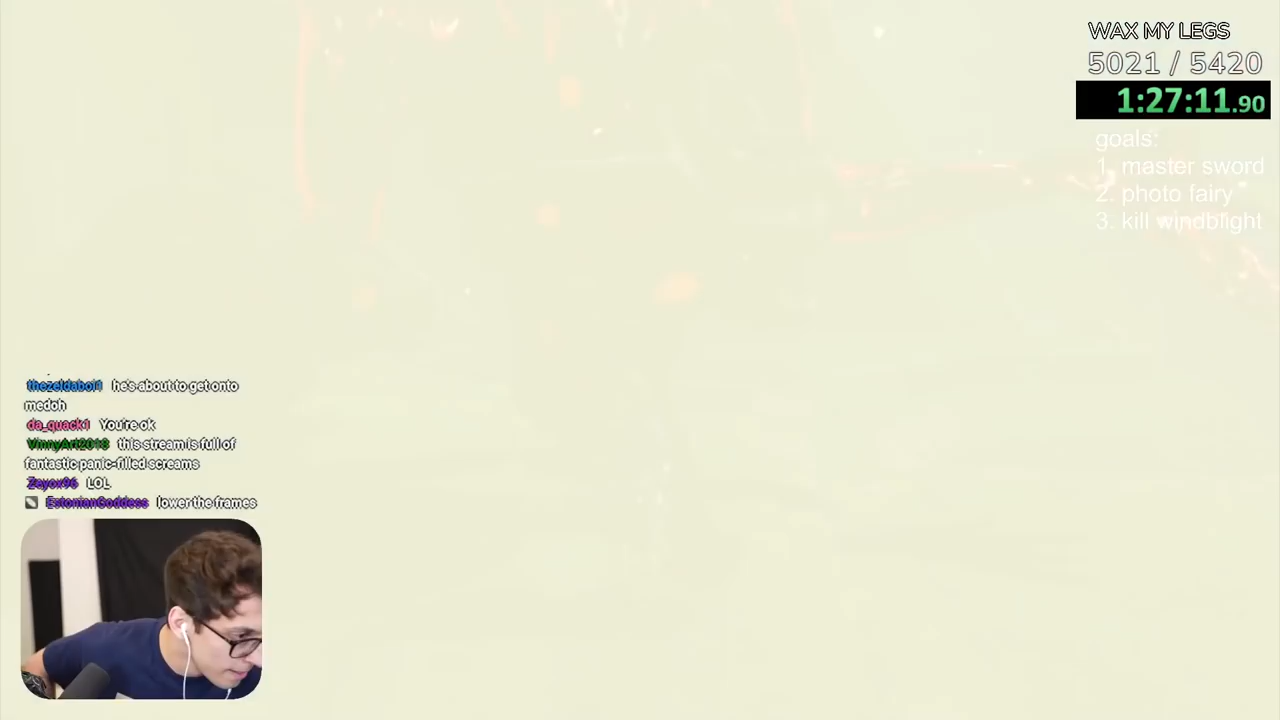 WAX MY LEGS
5021 / 5420
1:27:11.90
goals:
1. master sword
2. photo fairy
3. kill windblight
thezeldaboi1 he's about to get onto
medoh
da_quack1 You're ok
VinnyArt2018 this stream is full of
fantastic panic-filled screams
Zayox96 LOL
EstonianGoddess lower the frames